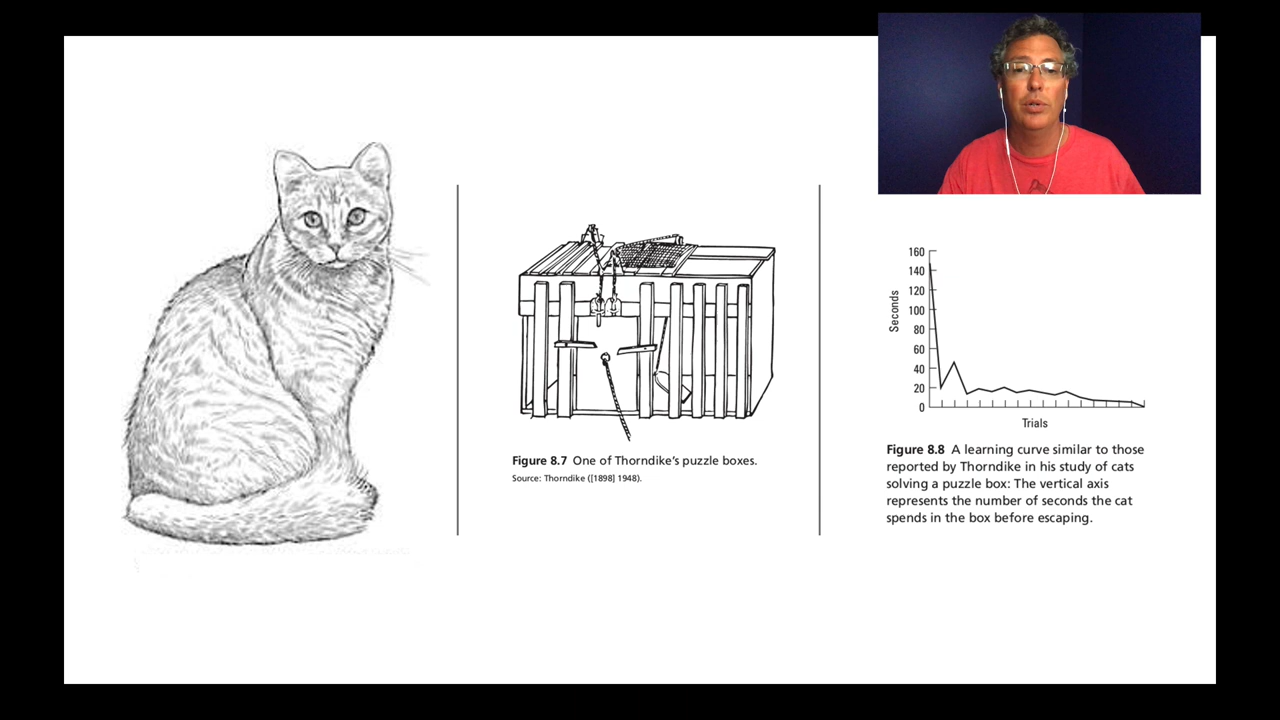 Figure 8.7 One of Thorndike's puzzle boxes.
Source: Thorndike ([1898] 1948).
160
140
120
100
80
60
40
20
0
Seconds
Trials
Figure 8.8 A learning curve similar to those
reported by Thorndike in his study of cats
solving a puzzle box: The vertical axis
represents the number of seconds the cat
spends in the box before escaping.